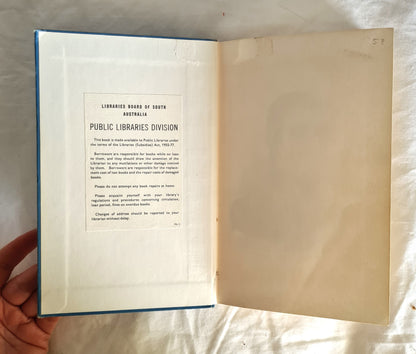 LIBRARIES BOARD OF SOUTH
AUSTRALIA
PUBLIC LIBRARIES DIVISION
This book is made available to Public Libraries under
the terms of the Libraries (Subsidies) Act, 1955-77.
Borrowers are responsible for books while on loan
to them, and they should draw the attention of the
Librarian to any mutilations or other damage noticed
by them. Borrowers are responsible for the replace-
ment cost of lost books and the repair costs of damaged
books.
Please do not attempt any book repairs at home.
Please acquaint yourself with your library's
regulations and procedures concerning circulation,
loan period, fines on overdue books.
Changes of address should be reported to your
librarian without delay.